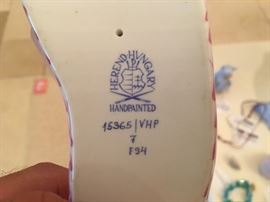 HEREND·HUNGARY
HANDPAINTED
15365/VHP
7
F94